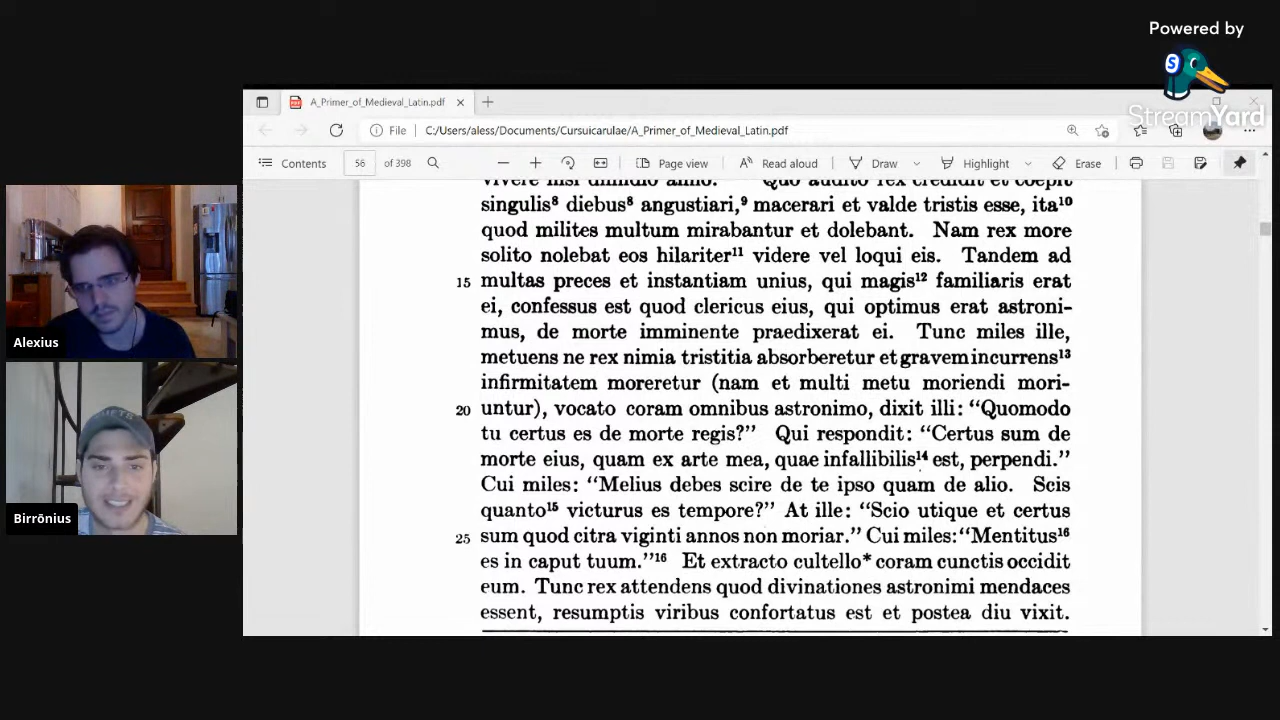 Powered by
StreamYard
A_Primer_of_Medieval_Latin.pdf
File
C:/Users/aless/Documents/Cursuicarulae/A_Primer_of_Medieval_Latin.pdf
Contents
56
of 398
Page view
A⁾⁾ Read aloud
Draw
Highlight
Erase
vivere nisi dimidio anno." Quo audito rex credidit et coepit
singulis⁸ diebus⁸ angustiari,⁹ macerari et valde tristis esse, ita¹⁰
quod milites multum mirabantur et dolebant. Nam rex more
solito nolebat eos hilariter¹¹ videre vel loqui eis. Tandem ad
15 multas preces et instantiam unius, qui magis¹² familiaris erat
ei, confessus est quod clericus eius, qui optimus erat astroni-
mus, de morte imminente praedixerat ei. Tunc miles ille,
metuens ne rex nimia tristitia absorberetur et gravem incurrens¹³
infirmitatem moreretur (nam et multi metu moriendi mori-
20 untur), vocato coram omnibus astronimo, dixit illi: “Quomodo
tu certus es de morte regis?” Qui respondit: “Certus sum de
morte eius, quam ex arte mea, quae infallibilis¹⁴ est, perpendi.”
Cui miles: “Melius debes scire de te ipso quam de alio. Scis
quanto¹⁵ victurus es tempore?” At ille: “Scio utique et certus
25 sum quod citra viginti annos non moriar.” Cui miles: “Mentitus¹⁶
es in caput tuum.”¹⁶ Et extracto cultello* coram cunctis occidit
eum. Tunc rex attendens quod divinationes astronimi mendaces
essent, resumptis viribus confortatus est et postea diu vixit.
Alexius
Birrōnius